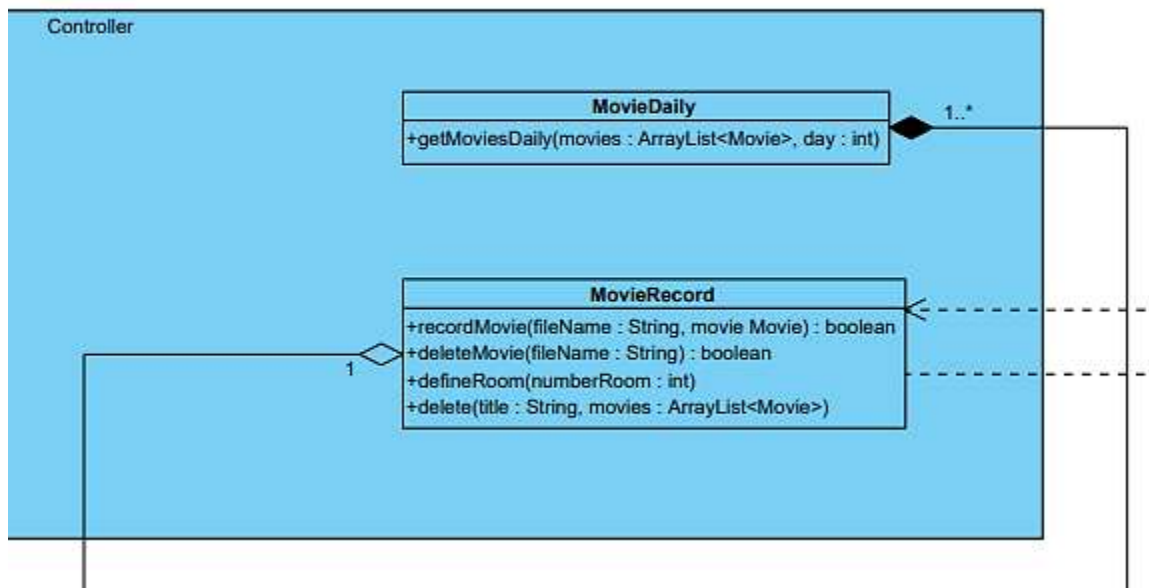 Controller
MovieDaily
1..*
+getMoviesDaily(movies : ArrayList<Movie>, day : int)
MovieRecord
+recordMovie(fileName : String, movie Movie) : boolean
+deleteMovie(fileName : String) : boolean
1
+defineRoom(numberRoom : int)
+delete(title : String, movies : ArrayList<Movie>)